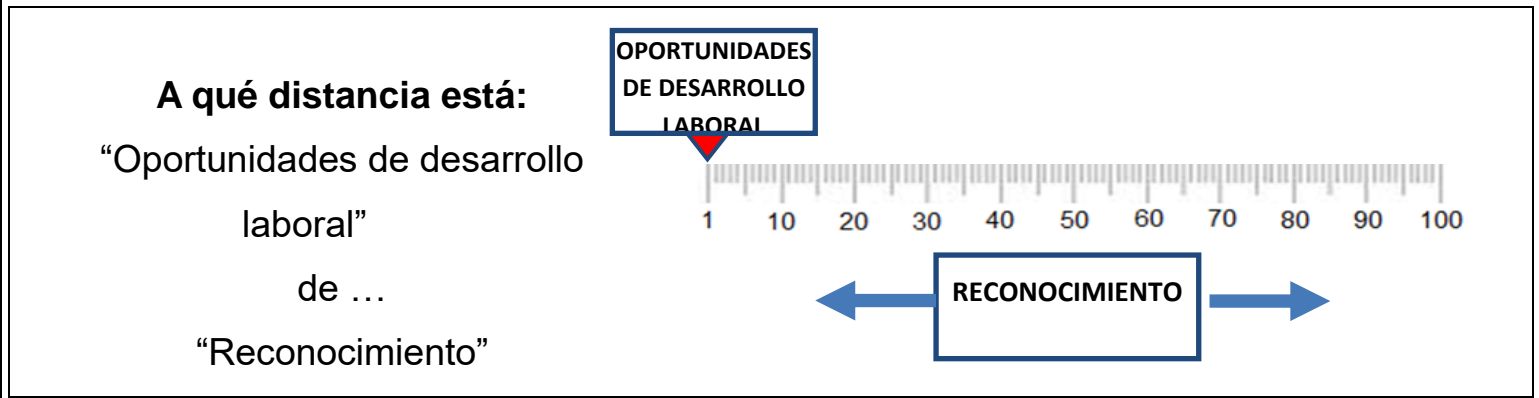 A qué distancia está:
“Oportunidades de desarrollo
laboral”
de …
“Reconocimiento”
OPORTUNIDADES
DE DESARROLLO
LABORAL
1 10 20 30 40 50 60 70 80 90 100
RECONOCIMIENTO